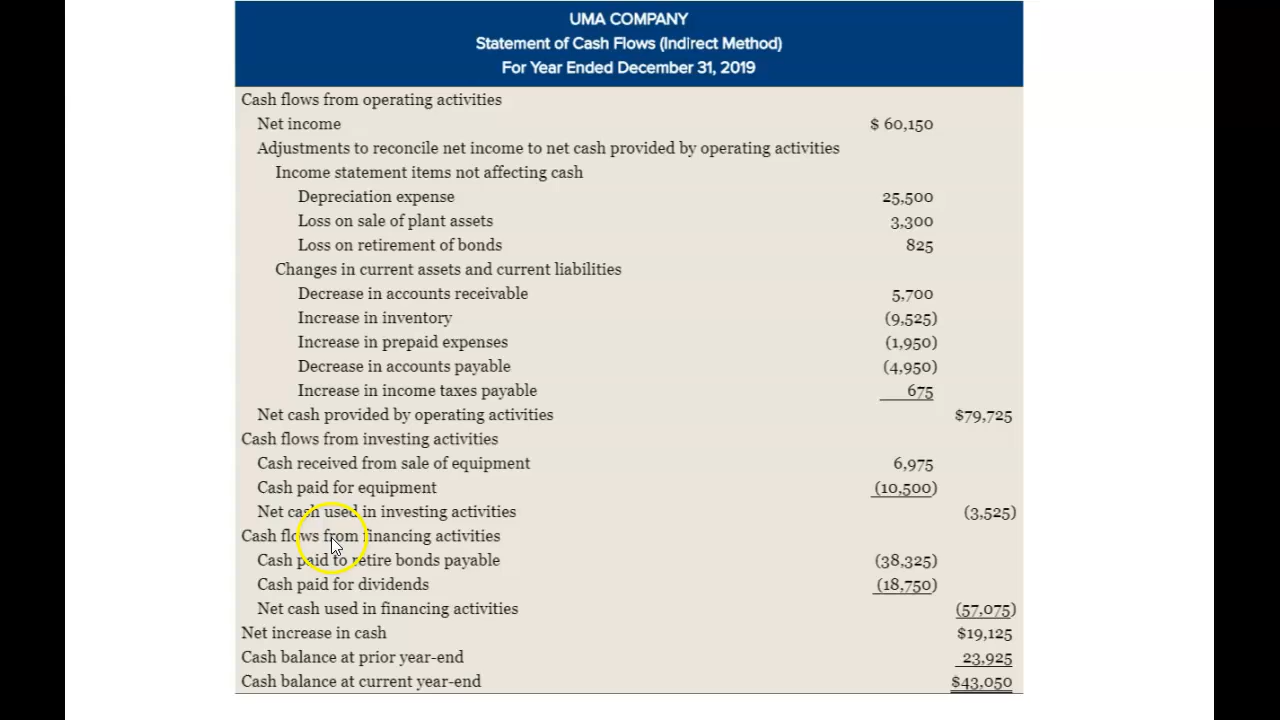 UMA COMPANY
Statement of Cash Flows (Indirect Method)
For Year Ended December 31, 2019
Cash flows from operating activities
Net income $ 60,150
Adjustments to reconcile net income to net cash provided by operating activities
Income statement items not affecting cash
Depreciation expense 25,500
Loss on sale of plant assets 3,300
Loss on retirement of bonds 825
Changes in current assets and current liabilities
Decrease in accounts receivable 5,700
Increase in inventory (9,525)
Increase in prepaid expenses (1,950)
Decrease in accounts payable (4,950)
Increase in income taxes payable 675
Net cash provided by operating activities $79,725
Cash flows from investing activities
Cash received from sale of equipment 6,975
Cash paid for equipment (10,500)
Net cash used in investing activities (3,525)
Cash flows from financing activities
Cash paid to retire bonds payable (38,325)
Cash paid for dividends (18,750)
Net cash used in financing activities (57,075)
Net increase in cash $19,125
Cash balance at prior year-end 23,925
Cash balance at current year-end $43,050